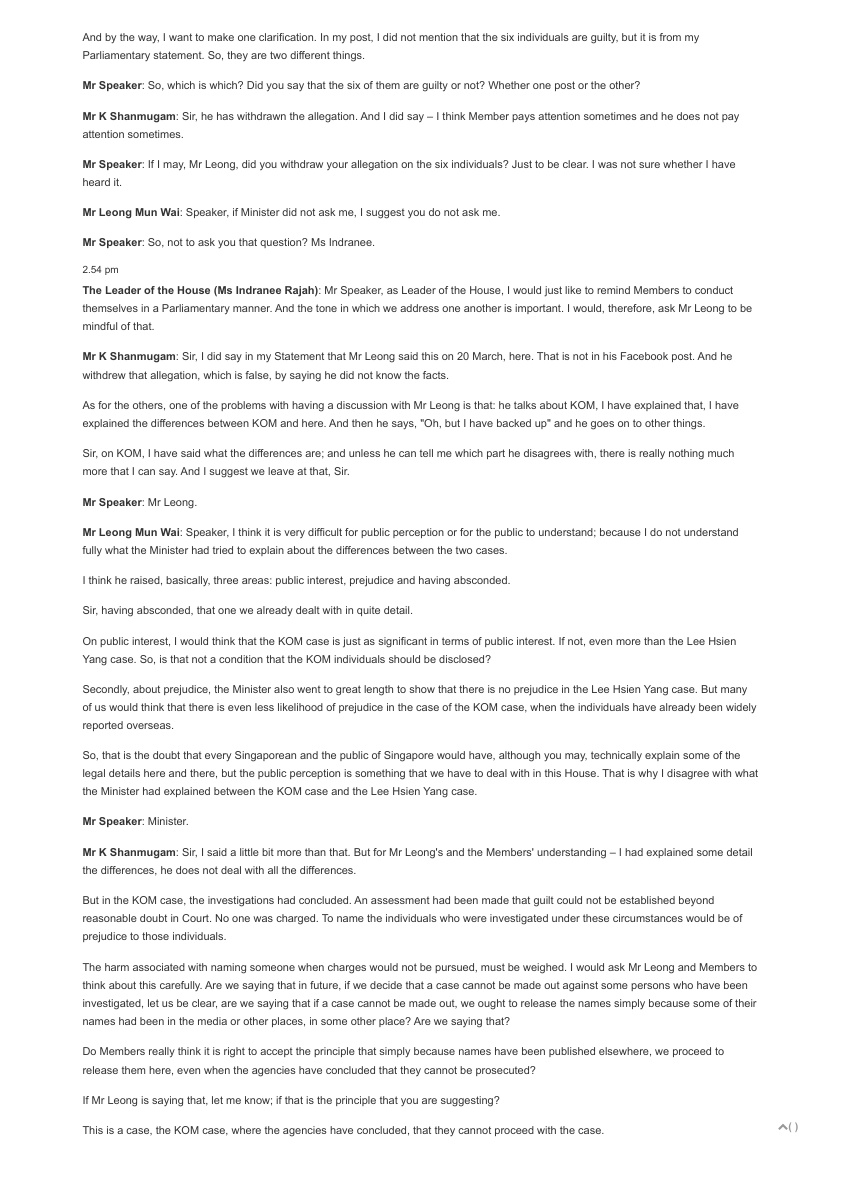 And by the way, I want to make one clarification. In my post, I did not mention that the six individuals are guilty, but it is from my
Parliamentary statement. So, they are two different things.
Mr Speaker: So, which is which? Did you say that the six of them are guilty or not? Whether one post or the other?
Mr K Shanmugam: Sir, he has withdrawn the allegation. And I did say – I think Member pays attention sometimes and he does not pay
attention sometimes.
Mr Speaker: If I may, Mr Leong, did you withdraw your allegation on the six individuals? Just to be clear. I was not sure whether I have
heard it.
Mr Leong Mun Wai: Speaker, if Minister did not ask me, I suggest you do not ask me.
Mr Speaker: So, not to ask you that question? Ms Indranee.
2.54 pm
The Leader of the House (Ms Indranee Rajah): Mr Speaker, as Leader of the House, I would just like to remind Members to conduct
themselves in a Parliamentary manner. And the tone in which we address one another is important. I would, therefore, ask Mr Leong to be
mindful of that.
Mr K Shanmugam: Sir, I did say in my Statement that Mr Leong said this on 20 March, here. That is not in his Facebook post. And he
withdrew that allegation, which is false, by saying he did not know the facts.
As for the others, one of the problems with having a discussion with Mr Leong is that: he talks about KOM, I have explained that, I have
explained the differences between KOM and here. And then he says, "Oh, but I have backed up" and he goes on to other things.
Sir, on KOM, I have said what the differences are; and unless he can tell me which part he disagrees with, there is really nothing much
more that I can say. And I suggest we leave at that, Sir.
Mr Speaker: Mr Leong.
Mr Leong Mun Wai: Speaker, I think it is very difficult for public perception or for the public to understand; because I do not understand
fully what the Minister had tried to explain about the differences between the two cases.
I think he raised, basically, three areas: public interest, prejudice and having absconded.
Sir, having absconded, that one we already dealt with in quite detail.
On public interest, I would think that the KOM case is just as significant in terms of public interest. If not, even more than the Lee Hsien
Yang case. So, is that not a condition that the KOM individuals should be disclosed?
Secondly, about prejudice, the Minister also went to great length to show that there is no prejudice in the Lee Hsien Yang case. But many
of us would think that there is even less likelihood of prejudice in the case of the KOM case, when the individuals have already been widely
reported overseas.
So, that is the doubt that every Singaporean and the public of Singapore would have, although you may, technically explain some of the
legal details here and there, but the public perception is something that we have to deal with in this House. That is why I disagree with what
the Minister had explained between the KOM case and the Lee Hsien Yang case.
Mr Speaker: Minister.
Mr K Shanmugam: Sir, I said a little bit more than that. But for Mr Leong's and the Members' understanding – I had explained some detail
the differences, he does not deal with all the differences.
But in the KOM case, the investigations had concluded. An assessment had been made that guilt could not be established beyond
reasonable doubt in Court. No one was charged. To name the individuals who were investigated under these circumstances would be of
prejudice to those individuals.
The harm associated with naming someone when charges would not be pursued, must be weighed. I would ask Mr Leong and Members to
think about this carefully. Are we saying that in future, if we decide that a case cannot be made out against some persons who have been
investigated, let us be clear, are we saying that if a case cannot be made out, we ought to release the names simply because some of their
names had been in the media or other places, in some other place? Are we saying that?
Do Members really think it is right to accept the principle that simply because names have been published elsewhere, we proceed to
release them here, even when the agencies have concluded that they cannot be prosecuted?
If Mr Leong is saying that, let me know; if that is the principle that you are suggesting?
This is a case, the KOM case, where the agencies have concluded, that they cannot proceed with the case.
( )